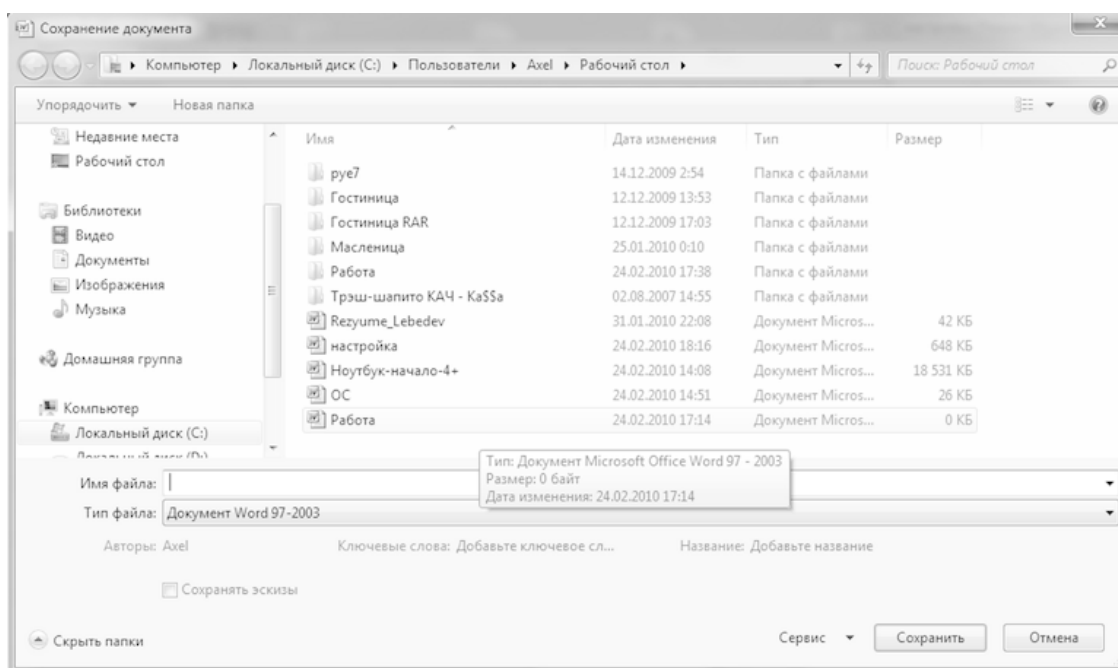 Сохранение документа
Компьютер Локальный диск (C:) Пользователи Axel Рабочий стол Поиск: Рабочий стол
Упорядочить Новая папка
Недавние места
Рабочий стол
Библиотеки
Видео
Документы
Изображения
Музыка
Домашняя группа
Компьютер
Локальный диск (C:)
Локальный диск (D:)
Имя Дата изменения Тип Размер
pye7 14.12.2009 2:54 Папка с файлами
Гостиница 12.12.2009 13:53 Папка с файлами
Гостиница RAR 12.12.2009 17:03 Папка с файлами
Масленица 25.01.2010 0:10 Папка с файлами
Работа 24.02.2010 17:38 Папка с файлами
Трэш-шапито КАЧ - Ka$$a 02.08.2007 14:55 Папка с файлами
Rezyume_Lebedev 31.01.2010 22:08 Документ Micros... 42 КБ
настройка 24.02.2010 18:16 Документ Micros... 648 КБ
Ноутбук-начало-4+ 24.02.2010 14:08 Документ Micros... 18 531 КБ
ОС 24.02.2010 14:51 Документ Micros... 26 КБ
Работа 24.02.2010 17:14 Документ Micros... 0 КБ
Тип: Документ Microsoft Office Word 97 - 2003
Размер: 0 байт
Дата изменения: 24.02.2010 17:14
Имя файла:
Тип файла: Документ Word 97-2003
Авторы: Axel Ключевые слова: Добавьте ключевое сл... Название: Добавьте название
Сохранять эскизы
Скрыть папки Сервис Сохранить Отмена